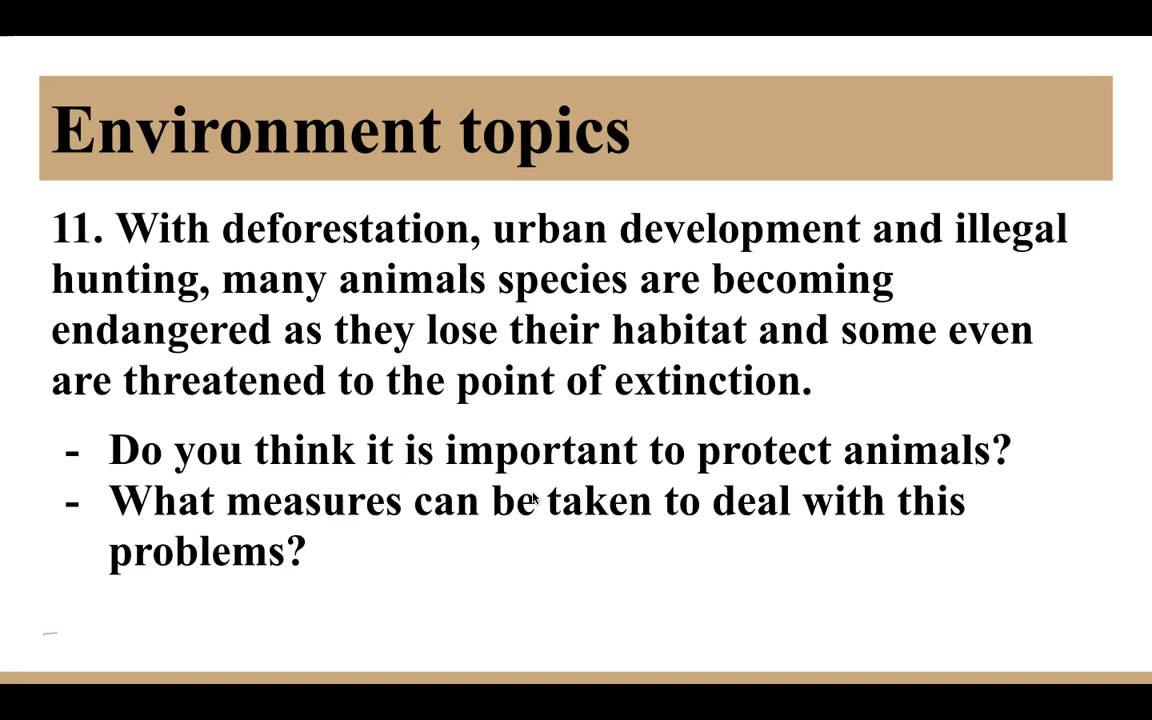 Environment topics
11. With deforestation, urban development and illegal
hunting, many animals species are becoming
endangered as they lose their habitat and some even
are threatened to the point of extinction.
- Do you think it is important to protect animals?
- What measures can be taken to deal with this
problems?